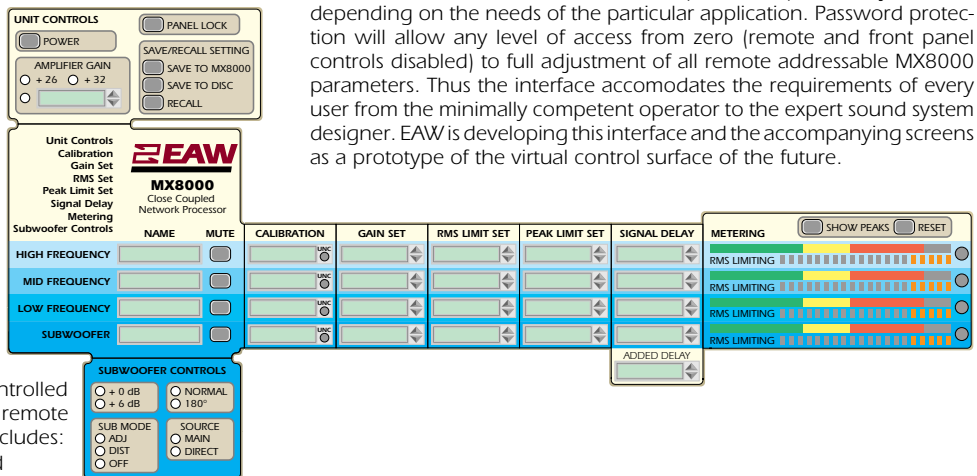 depending on the needs of the particular application. Password protec-
tion will allow any level of access from zero (remote and front panel
controls disabled) to full adjustment of all remote addressable MX8000
parameters. Thus the interface accomodates the requirements of every
user from the minimally competent operator to the expert sound system
designer. EAW is developing this interface and the accompanying screens
as a prototype of the virtual control surface of the future.
UNIT CONTROLS
POWER
AMPLIFIER GAIN
+ 26 + 32
PANEL LOCK
SAVE/RECALL SETTING
SAVE TO MX8000
SAVE TO DISC
RECALL
Unit Controls
Calibration
Gain Set
RMS Set
Peak Limit Set
Signal Delay
Metering
Subwoofer Controls
EAW
MX8000
Close Coupled
Network Processor
NAME MUTE CALIBRATION GAIN SET RMS LIMIT SET PEAK LIMIT SET SIGNAL DELAY METERING SHOW PEAKS RESET
HIGH FREQUENCY UNC RMS LIMITING
MID FREQUENCY UNC RMS LIMITING
LOW FREQUENCY UNC RMS LIMITING
SUBWOOFER UNC RMS LIMITING
ADDED DELAY
SUBWOOFER CONTROLS
+ 0 dB
+ 6 dB
NORMAL
180°
SUB MODE
ADJ
DIST
OFF
SOURCE
MAIN
DIRECT
ntrolled
remote
cludes: